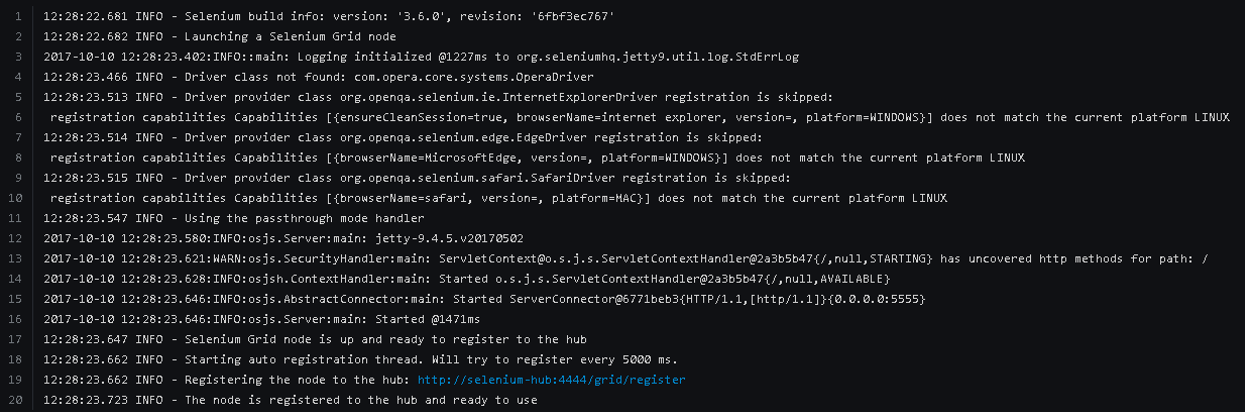 1 12:28:22.681 INFO - Selenium build info: version: '3.6.0', revision: '6fbf3ec767'
2 12:28:22.682 INFO - Launching a Selenium Grid node
3 2017-10-10 12:28:23.402:INFO::main: Logging initialized @1227ms to org.seleniumhq.jetty9.util.log.StdErrLog
4 12:28:23.466 INFO - Driver class not found: com.opera.core.systems.OperaDriver
5 12:28:23.513 INFO - Driver provider class org.openqa.selenium.ie.InternetExplorerDriver registration is skipped:
6 registration capabilities Capabilities [{ensureCleanSession=true, browserName=internet explorer, version=, platform=WINDOWS}] does not match the current platform LINUX
7 12:28:23.514 INFO - Driver provider class org.openqa.selenium.edge.EdgeDriver registration is skipped:
8 registration capabilities Capabilities [{browserName=MicrosoftEdge, version=, platform=WINDOWS}] does not match the current platform LINUX
9 12:28:23.515 INFO - Driver provider class org.openqa.selenium.safari.SafariDriver registration is skipped:
10 registration capabilities Capabilities [{browserName=safari, version=, platform=MAC}] does not match the current platform LINUX
11 12:28:23.547 INFO - Using the passthrough mode handler
12 2017-10-10 12:28:23.580:INFO:osjs.Server:main: jetty-9.4.5.v20170502
13 2017-10-10 12:28:23.621:WARN:osjs.SecurityHandler:main: ServletContext@o.s.j.s.ServletContextHandler@2a3b5b47{/,null,STARTING} has uncovered http methods for path: /
14 2017-10-10 12:28:23.628:INFO:osjsh.ContextHandler:main: Started o.s.j.s.ServletContextHandler@2a3b5b47{/,null,AVAILABLE}
15 2017-10-10 12:28:23.646:INFO:osjs.AbstractConnector:main: Started ServerConnector@6771beb3{HTTP/1.1,[http/1.1]}{0.0.0.0:5555}
16 2017-10-10 12:28:23.646:INFO:osjs.Server:main: Started @1471ms
17 12:28:23.647 INFO - Selenium Grid node is up and ready to register to the hub
18 12:28:23.662 INFO - Starting auto registration thread. Will try to register every 5000 ms.
19 12:28:23.662 INFO - Registering the node to the hub: http://selenium-hub:4444/grid/register
20 12:28:23.723 INFO - The node is registered to the hub and ready to use